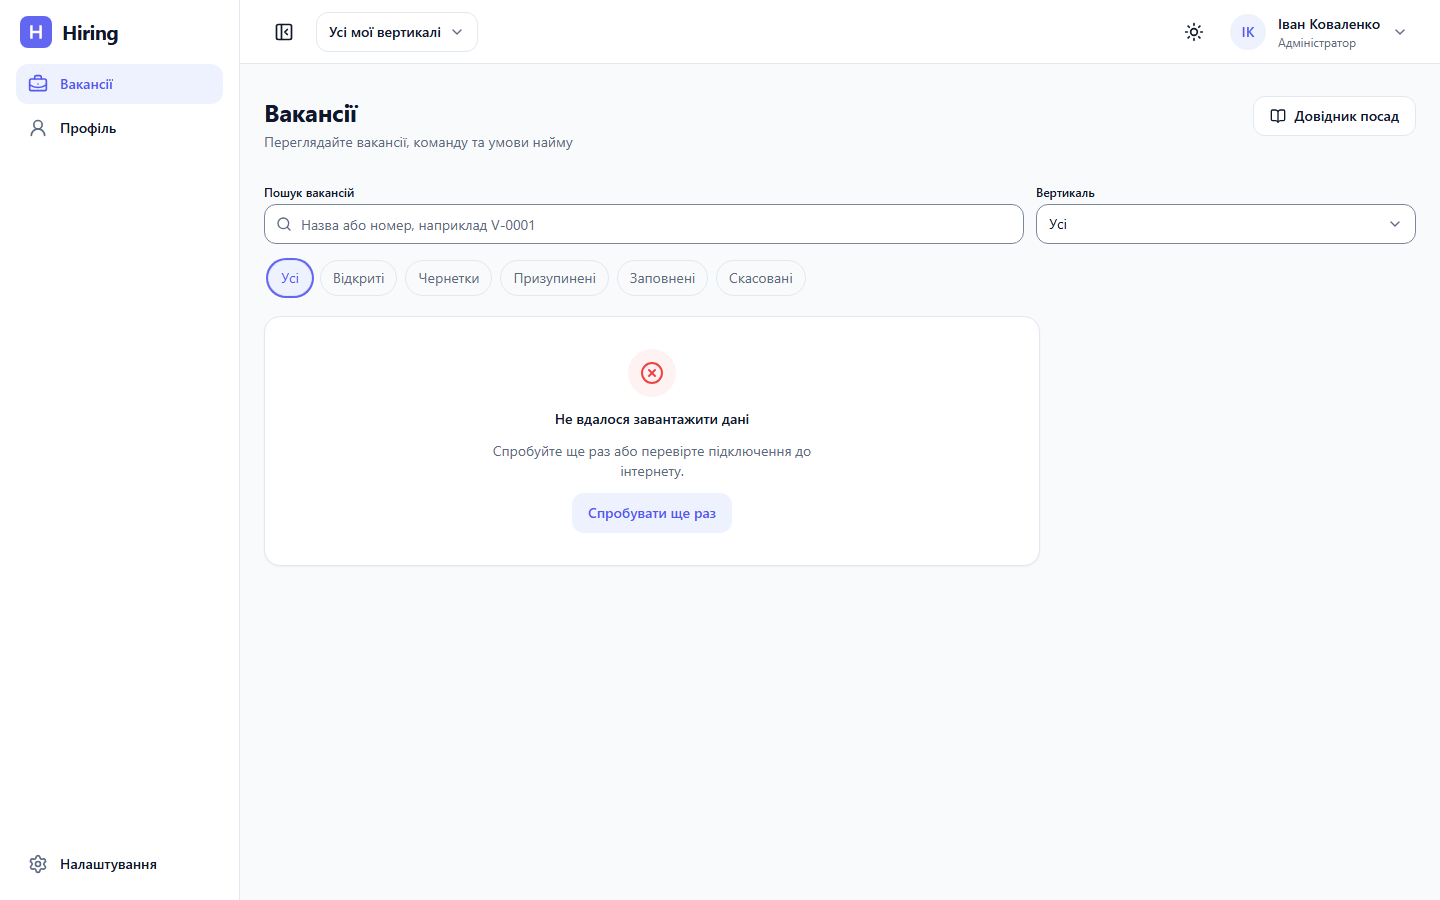 H Hiring
Вакансії
Профіль
Налаштування
Усі мої вертикалі
ІК
Іван Коваленко
Адміністратор
Вакансії
Переглядайте вакансії, команду та умови найму
Довідник посад
Пошук вакансій
Назва або номер, наприклад V-0001
Вертикаль
Усі
Усі
Відкриті
Чернетки
Призупинені
Заповнені
Скасовані
Не вдалося завантажити дані
Спробуйте ще раз або перевірте підключення до
інтернету.
Спробувати ще раз